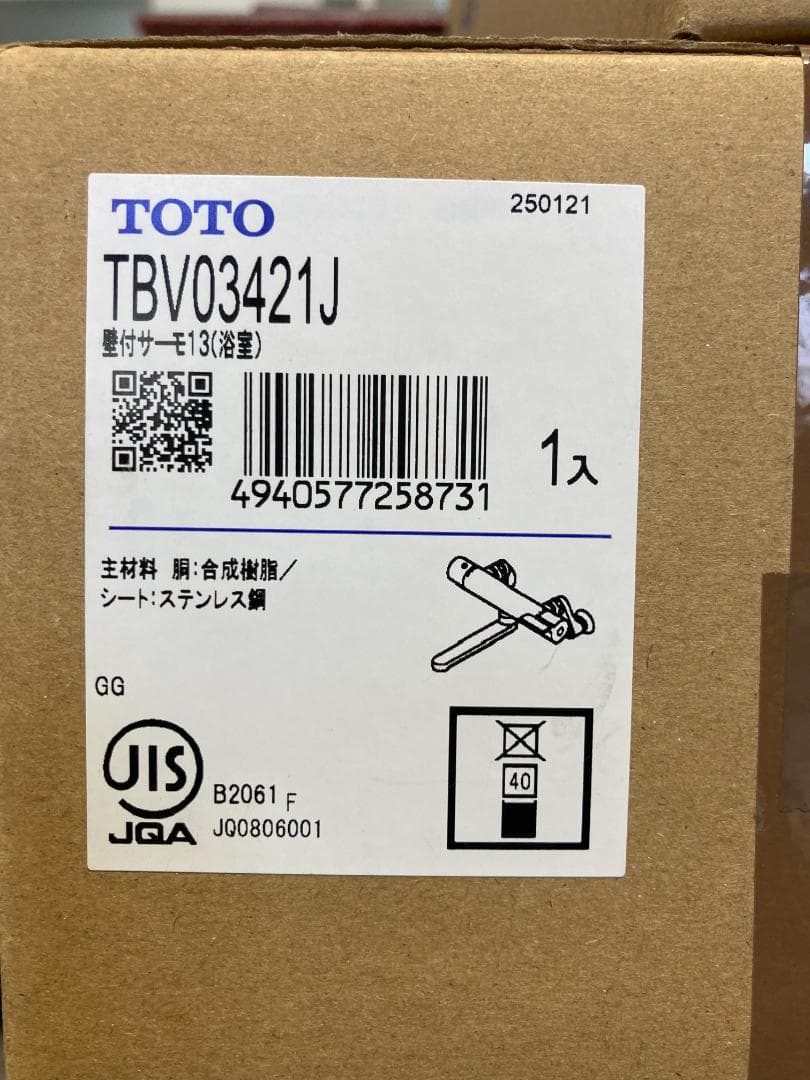 TOTO
250121
TBV03421J
壁付サーモ13(浴室)
4940577258731
1入
主材料 胴:合成樹脂/
シート:ステンレス鋼
GG
JIS
B2061 F
JQA
JQ0806001
40